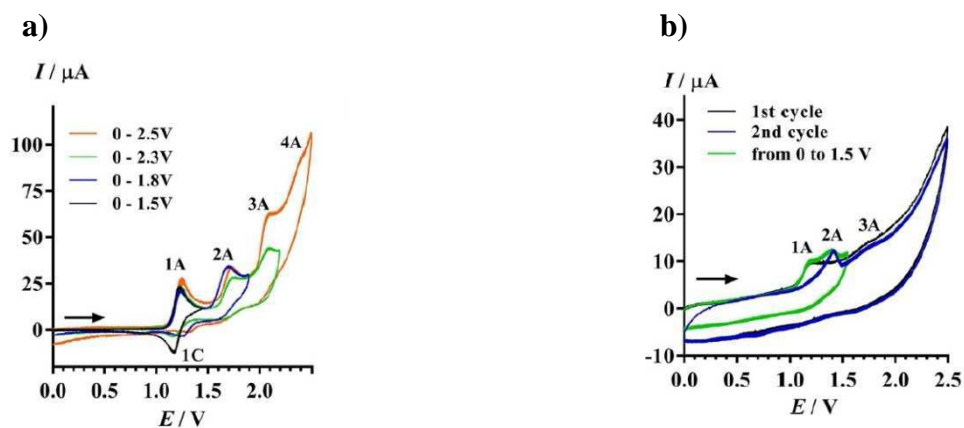 a)
I / μA
100
75
50
25
0
0 - 2.5V
0 - 2.3V
0 - 1.8V
0 - 1.5V
1A
2A
3A
4A
1C
0.0 1.0 1.5 2.0
E / V
b)
I / μA
40
30
20
10
0
-10
1st cycle
2nd cycle
from 0 to 1.5 V
1A
2A
3A
0.0 0.5 1.0 1.5 2.0 2.5
E / V